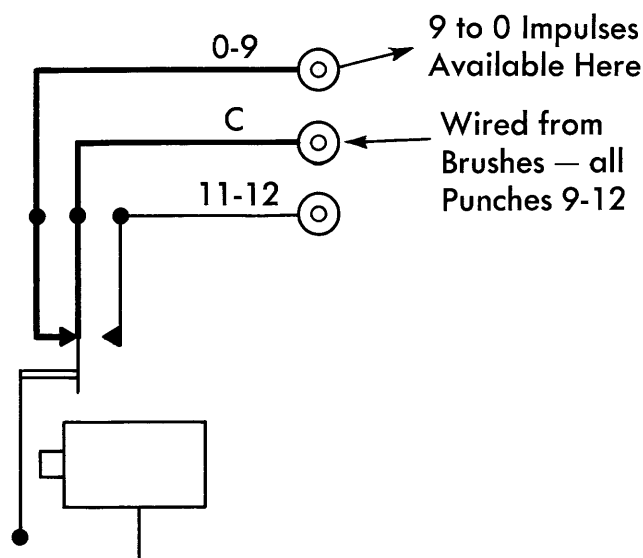 0-9
9 to 0 Impulses
Available Here
C
Wired from
Brushes — all
Punches 9-12
11-12